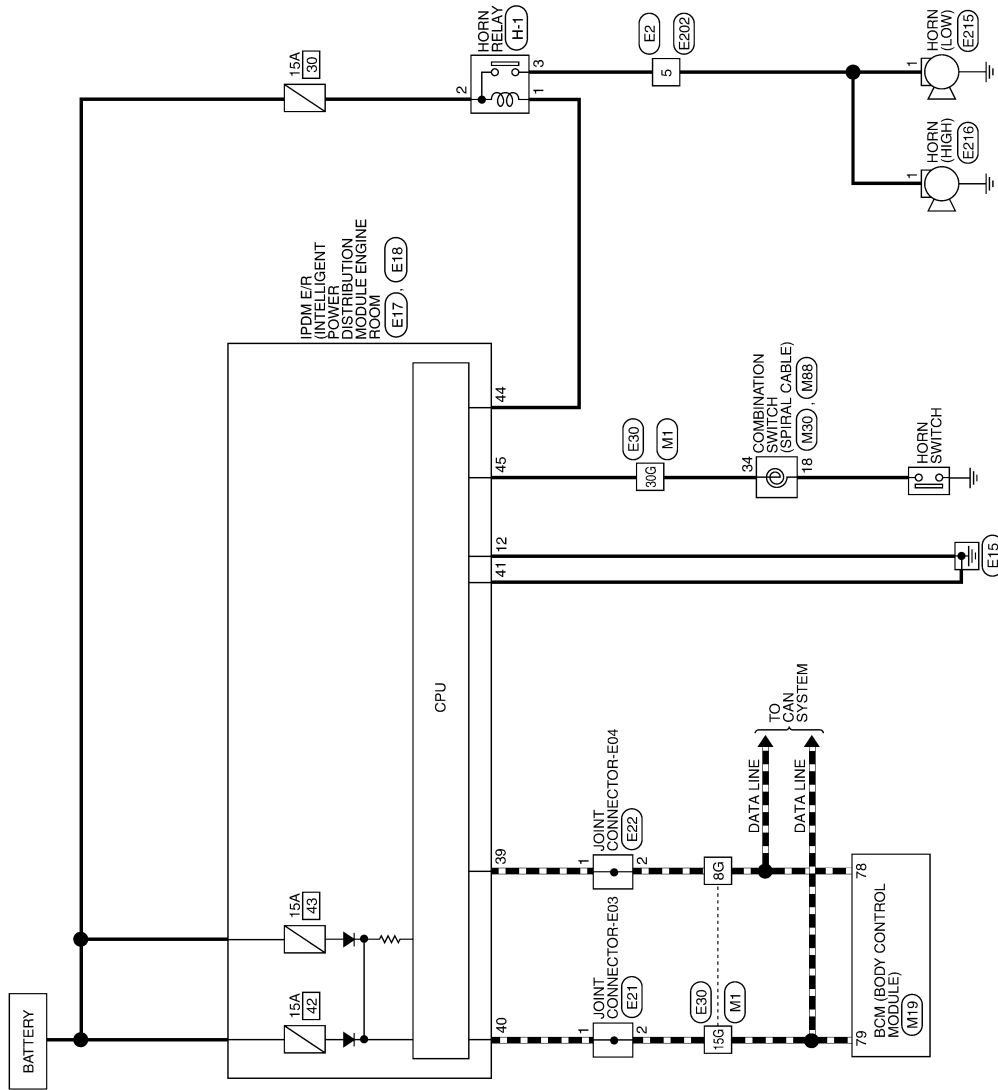 BATTERY
15A
30
HORN
RELAY
H-1
2
3
1
E2
5
E202
1
HORN
(LOW)
E215
1
HORN
(HIGH)
E216
IPDM E/R
(INTELLIGENT
POWER
DISTRIBUTION
MODULE ENGINE
ROOM
E17 , E18
15A
42
15A
43
CPU
40
39
41
12
45
44
E30
30G
M1
34
COMBINATION
SWITCH
(SPIRAL CABLE)
M30 , M88
18
HORN
SWITCH
E15
1
JOINT
CONNECTOR-E03
E21
2
1
JOINT
CONNECTOR-E04
E22
2
15G
E30
M1
8G
DATA LINE
DATA LINE
TO
CAN
SYSTEM
79
78
BCM (BODY CONTROL
MODULE)
M19